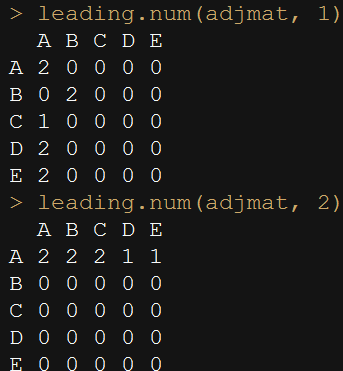 > leading.num(adjmat, 1)
A B C D E
A 2 0 0 0 0
B 0 2 0 0 0
C 1 0 0 0 0
D 2 0 0 0 0
E 2 0 0 0 0
> leading.num(adjmat, 2)
A B C D E
A 2 2 2 1 1
B 0 0 0 0 0
C 0 0 0 0 0
D 0 0 0 0 0
E 0 0 0 0 0